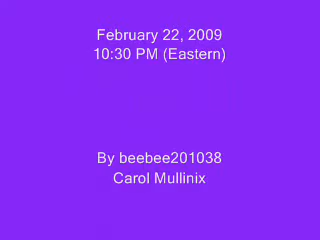 February 22, 2009
10:30 PM (Eastern)
By beebee201038
Carol Mullinix